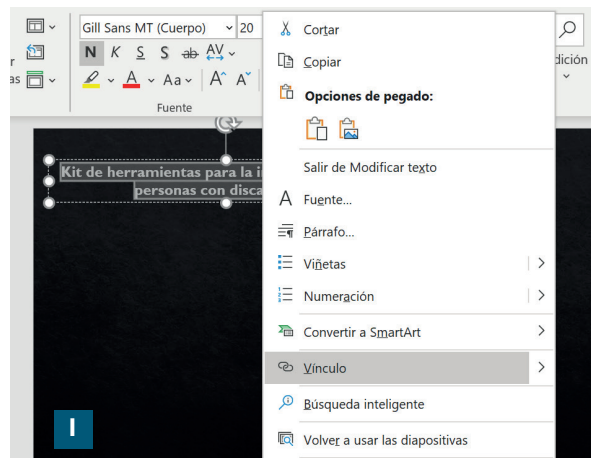 Gill Sans MT (Cuerpo) 20
N K S S ab AV
A Aa A A
Fuente
as
r
dición
Kit de herramientas para la i
personas con disca
Cortar
Copiar
Opciones de pegado:
Salir de Modificar texto
A Fuente...
Párrafo...
Viñetas
Numeración
Convertir a SmartArt
Vínculo
Búsqueda inteligente
Volver a usar las diapositivas
I